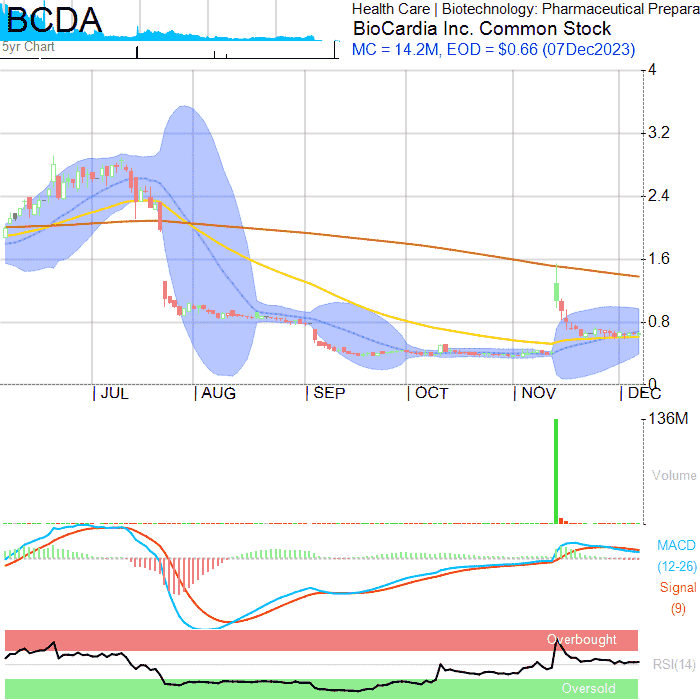 BCDA
Health Care | Biotechnology: Pharmaceutical Prepara
BioCardia Inc. Common Stock
5yr Chart
MC = 14.2M, EOD = $0.66 (07Dec2023)
4
3.2
2.4
1.6
0.8
0
JUL AUG SEP OCT NOV DEC
136M
Volume
MACD
(12-26)
Signal
(9)
Overbought
RSI(14)
Oversold